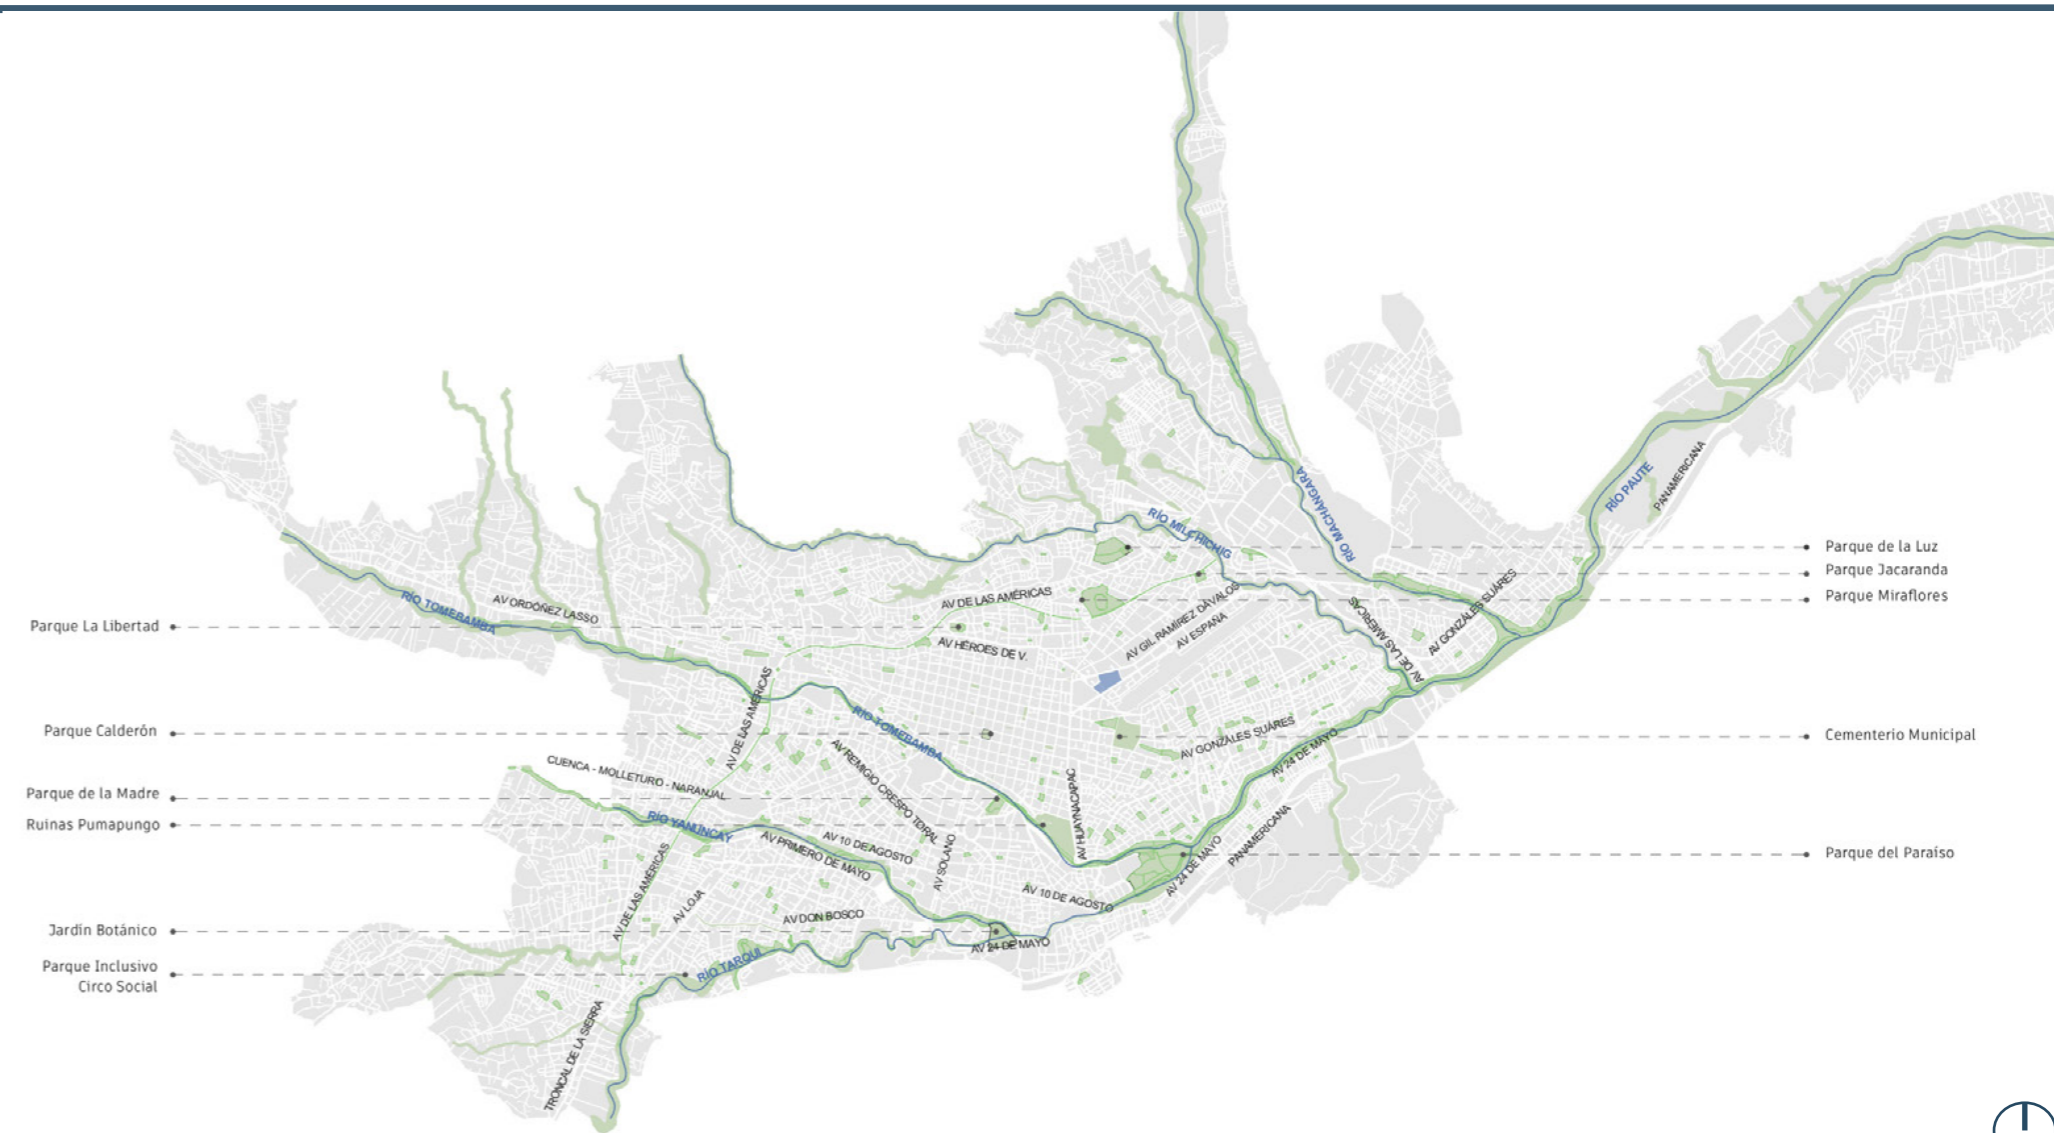 RÍO MACHÁNGARA
RÍO PAUTE
PANAMERICANA
RÍO MILCHICHIG
Parque de la Luz
Parque Jacaranda
Parque Miraflores
RÍO TOMEBAMBA
AV ORDÓÑEZ LASSO
AV DE LAS AMÉRICAS
AV HÉROES DE V.
AV GIL RAMÍREZ DÁVALOS
AV ESPAÑA
AV DE LAS AMÉRICAS
AV GONZÁLES SUÁRES
Parque La Libertad
AV DE LAS AMÉRICAS
RÍO TOMEBAMBA
Parque Calderón
AV REMIGIO CRESPO TORAL
AV GONZÁLES SUÁRES
AV 24 DE MAYO
Cementerio Municipal
CUENCA - MOLLETURO - NARANJAL
Parque de la Madre
Ruinas Pumapungo
RÍO YANUNCAY
AV PRIMERO DE MAYO
AV 10 DE AGOSTO
AV SOLANO
AV HUAYNACAPAC
AV 10 DE AGOSTO
AV 24 DE MAYO
PANAMERICANA
Parque del Paraíso
AV DE LAS AMÉRICAS
AV LOJA
AV DON BOSCO
AV 24 DE MAYO
Jardín Botánico
Parque Inclusivo
Circo Social
RÍO TARQUI
TRONCAL DE LA SIERRA